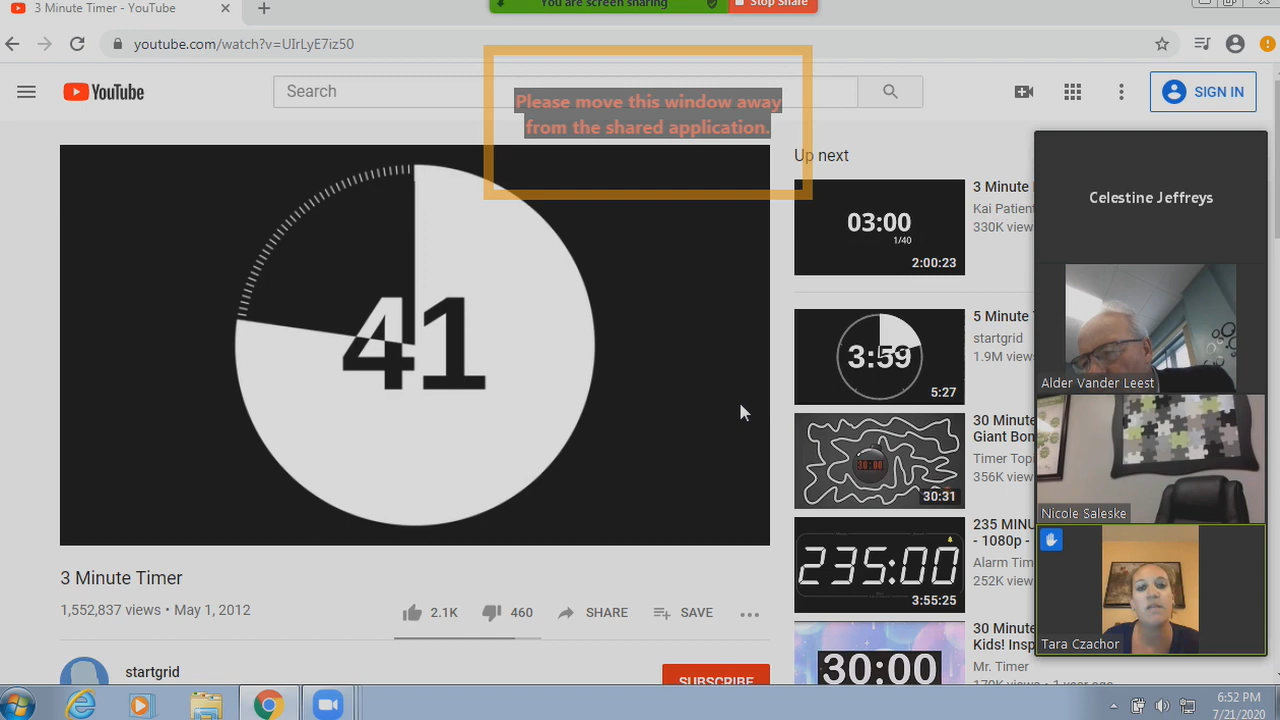 3 Minute Timer - YouTube
You are screen sharing
Stop Share
youtube.com/watch?v=UIrLyE7iz50
YouTube
Search
SIGN IN
Please move this window away
from the shared application.
41
Up next
03:00
1/40
2:00:23
3 Minute
Kai Patient
330K view
3:59
5:27
5 Minute
startgrid
1.9M views
30:00
30:31
30 Minute
Giant Bon
Timer Top
356K view
235:00
3:55:25
235 MINU
- 1080p -
Alarm Tim
252K view
30:00
30 Minute
Kids! Insp
Mr. Timer
Celestine Jeffreys
Alder Vander Leest
Nicole Saleske
Tara Czachor
3 Minute Timer
1,552,837 views • May 1, 2012
2.1K
460
SHARE
SAVE
startgrid
SUBSCRIBE
6:52 PM
7/21/2020